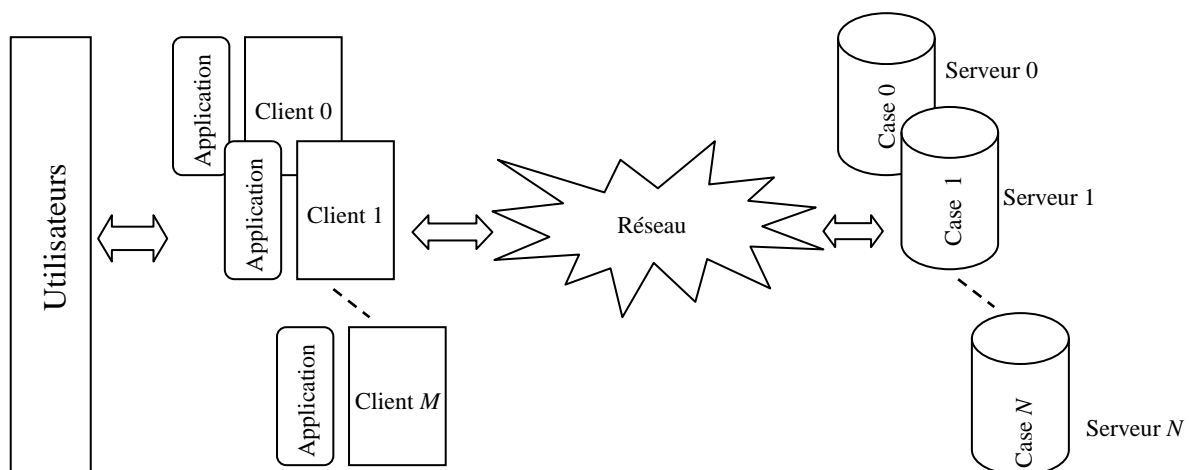 Utilisateurs
Application
Client 0
Application
Client 1
Application
Client M
Réseau
Case 0
Serveur 0
Case 1
Serveur 1
Case N
Serveur N